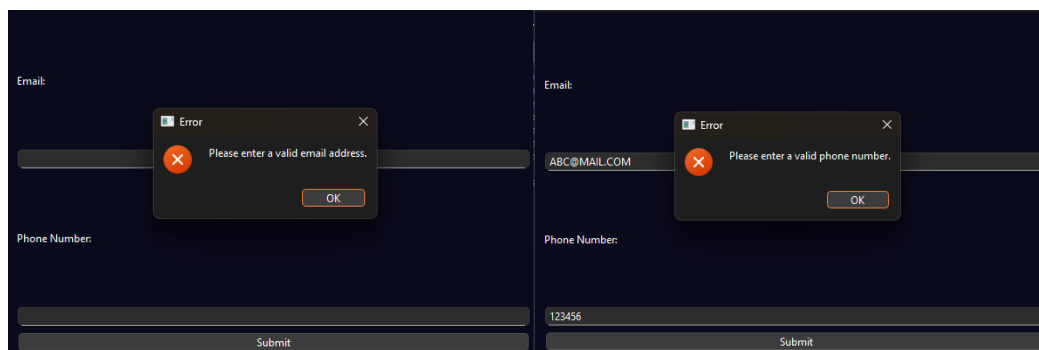 Email:
Error
Please enter a valid email address.
OK
Phone Number:
Submit
Email:
Error
ABC@MAIL.COM
Please enter a valid phone number.
OK
Phone Number:
123456
Submit